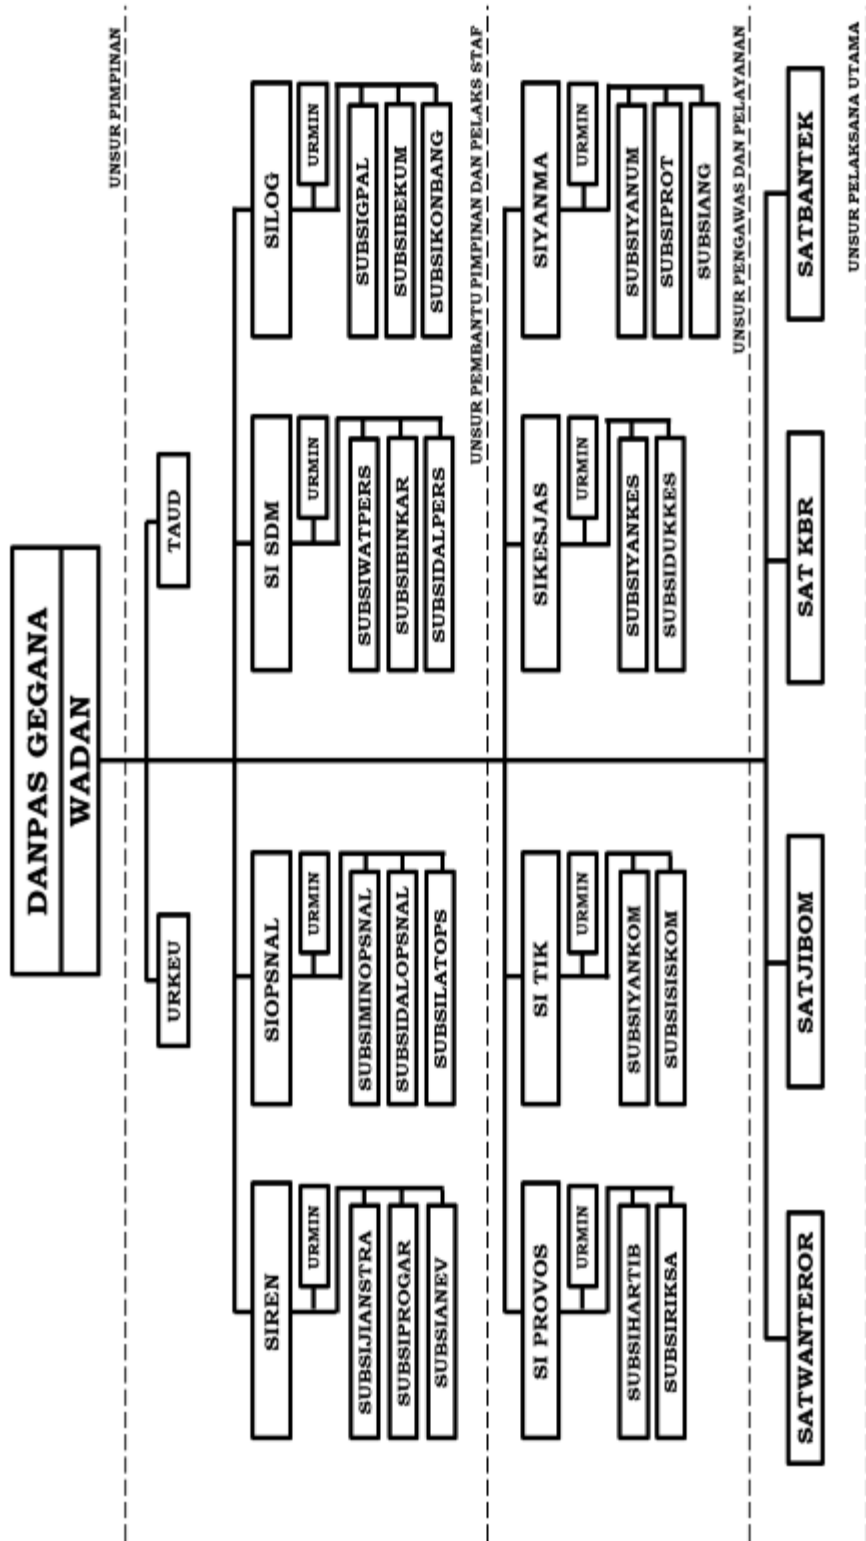 DANPAS GEGANA
WADAN
UNSUR PIMPINAN
URKEU
TAUD
SIREN
URMIN
SUBSIJIANSTRA
SUBSIPROGAR
SUBSIANEV
SIOPSNAL
URMIN
SUBSIMINOPSNAL
SUBSIDALOPSNAL
SUBSILATOPS
SI SDM
URMIN
SUBSIWATPERS
SUBSIBINKAR
SUBSIDALPERS
SILOG
URMIN
SUBSIGPAL
SUBSIBEKUM
SUBSIKONBANG
UNSUR PEMBANTU PIMPINAN DAN PELAKS STAF
SI PROVOS
URMIN
SUBSIHARTIB
SUBSIRIKSA
SI TIK
URMIN
SUBSIYANKOM
SUBSISISKOM
SIKESJAS
URMIN
SUBSIYANKES
SUBSIDUKKES
SIYANMA
URMIN
SUBSIYANUM
SUBSIPROT
SUBSIANG
UNSUR PENGAWAS DAN PELAYANAN
SATWANTEROR
SATJIBOM
SAT KBR
SATBANTEK
UNSUR PELAKSANA UTAMA